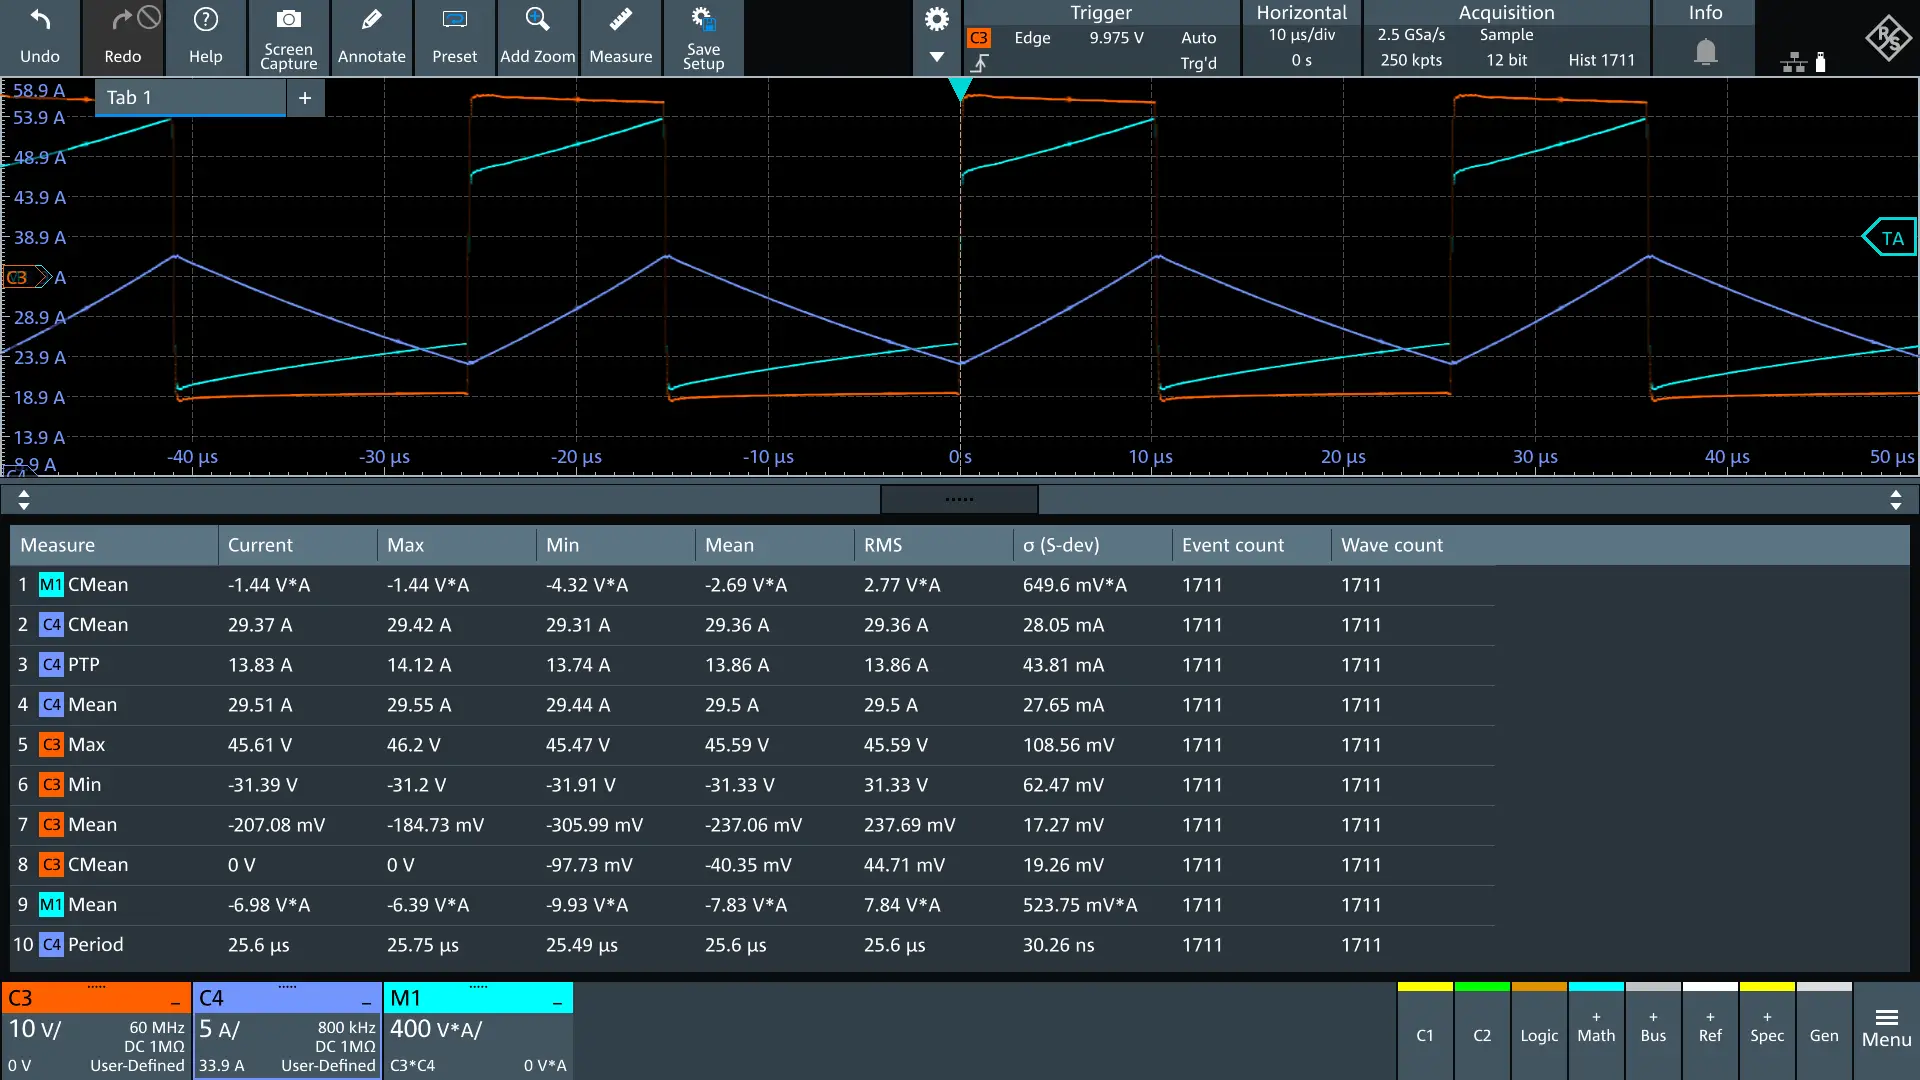 Undo
Redo
Help
Screen Capture
Annotate
Preset
Add Zoom
Measure
Save Setup
Trigger
C3 Edge 9.975 V Auto
Trg'd
Horizontal
10 µs/div
0 s
Acquisition
2.5 GSa/s Sample
250 kpts 12 bit Hist 1711
Info
R&S
Tab 1 +
58.9 A
53.9 A
48.9 A
43.9 A
38.9 A
TA
C3 A
28.9 A
23.9 A
18.9 A
13.9 A
8.9 A
C4
-40 µs -30 µs -20 µs -10 µs 0 s 10 µs 20 µs 30 µs 40 µs 50 µs
Measure Current Max Min Mean RMS σ (S-dev) Event count Wave count
1 M1 CMean -1.44 V*A -1.44 V*A -4.32 V*A -2.69 V*A 2.77 V*A 649.6 mV*A 1711 1711
2 C4 CMean 29.37 A 29.42 A 29.31 A 29.36 A 29.36 A 28.05 mA 1711 1711
3 C4 PTP 13.83 A 14.12 A 13.74 A 13.86 A 13.86 A 43.81 mA 1711 1711
4 C4 Mean 29.51 A 29.55 A 29.44 A 29.5 A 29.5 A 27.65 mA 1711 1711
5 C3 Max 45.61 V 46.2 V 45.47 V 45.59 V 45.59 V 108.56 mV 1711 1711
6 C3 Min -31.39 V -31.2 V -31.91 V -31.33 V 31.33 V 62.47 mV 1711 1711
7 C3 Mean -207.08 mV -184.73 mV -305.99 mV -237.06 mV 237.69 mV 17.27 mV 1711 1711
8 C3 CMean 0 V 0 V -97.73 mV -40.35 mV 44.71 mV 19.26 mV 1711 1711
9 M1 Mean -6.98 V*A -6.39 V*A -9.93 V*A -7.83 V*A 7.84 V*A 523.75 mV*A 1711 1711
10 C4 Period 25.6 µs 25.75 µs 25.49 µs 25.6 µs 25.6 µs 30.26 ns 1711 1711
C3
10 V/ 60 MHz
DC 1MΩ
0 V User-Defined
C4
5 A/ 800 kHz
DC 1MΩ
33.9 A User-Defined
M1
400 V*A/
C3*C4 0 V*A
C1
C2
Logic
+ Math
+ Bus
+ Ref
+ Spec
Gen
Menu